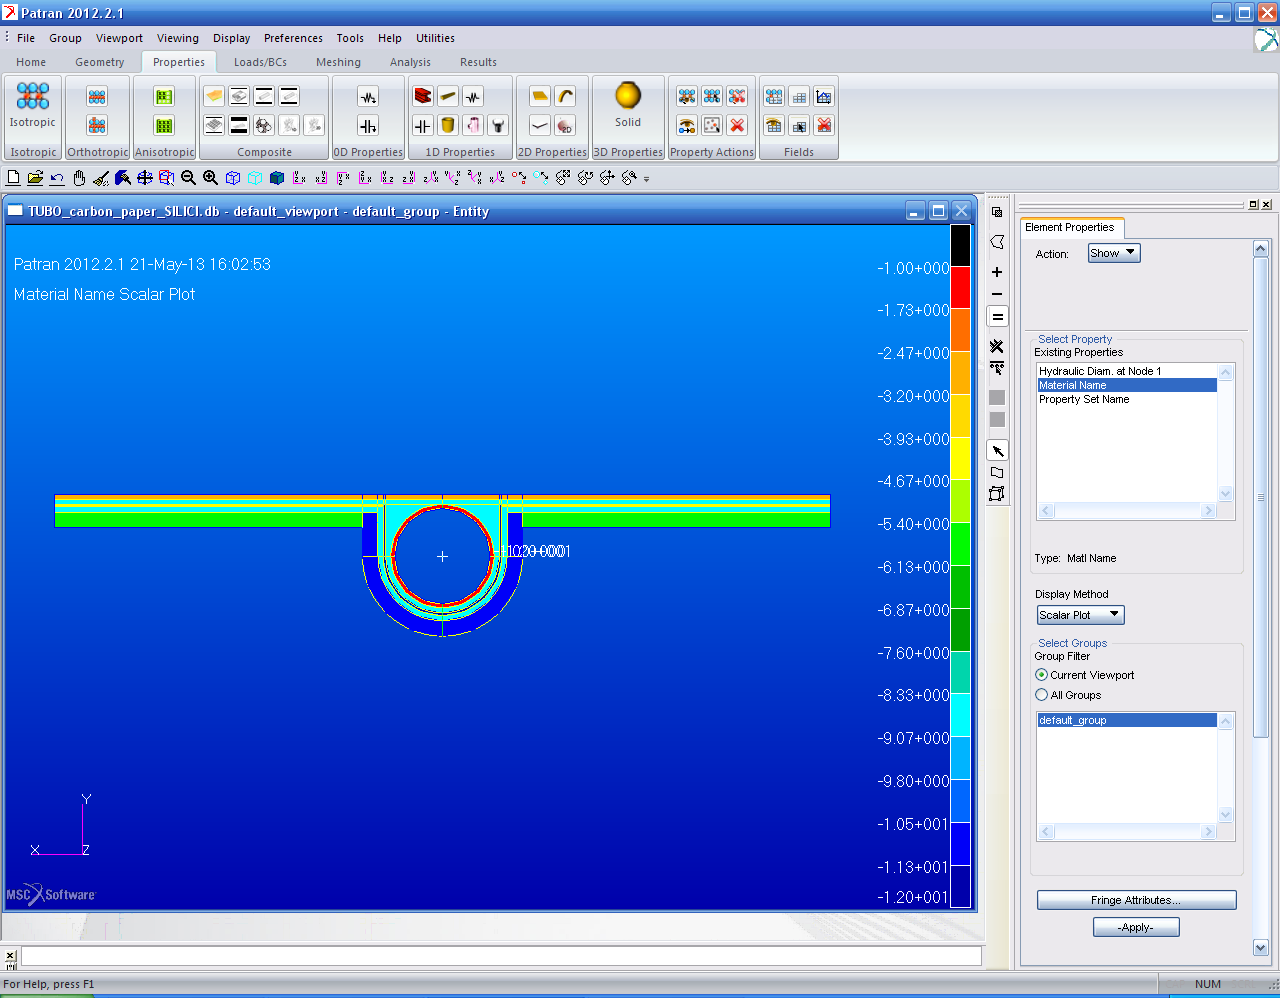 Patran 2012.2.1
File Group Viewport Viewing Display Preferences Tools Help Utilities
Home Geometry Properties Loads/BCs Meshing Analysis Results
Isotropic
Solid
Isotropic Orthotropic Anisotropic Composite 0D Properties 1D Properties 2D Properties 3D Properties Property Actions Fields
TUBO_carbon_paper_SILICI.db - default_viewport - default_group - Entity
Patran 2012.2.1 21-May-13 16:02:53
Material Name Scalar Plot
-1.00+000
-1.73+000
-2.47+000
-3.20+000
-3.93+000
-4.67+000
-5.40+000
-6.13+000
-6.87+000
-7.60+000
-8.33+000
-9.07+000
-9.80+000
-1.05+001
-1.13+001
-1.20+001
Y
X
Z
MSC Software
Element Properties
Action: Show
Select Property
Existing Properties
Hydraulic Diam. at Node 1
Material Name
Property Set Name
Type: Matl Name
Display Method
Scalar Plot
Select Groups
Group Filter
Current Viewport
All Groups
default_group
Fringe Attributes...
-Apply-
For Help, press F1
NUM